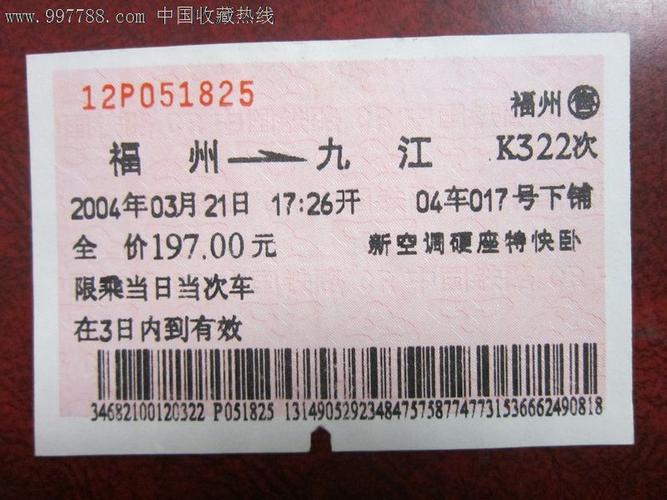 www.997788.com 中国收藏热线
12P051825
福州 售
福州 九江 K322次
2004年03月21日 17:26开 04车017号下铺
全价197.00元 新空调硬座特快卧
限乘当日当次车
在3日内到有效
34682100120322 P051825 1314905292348475758774773153666249081​8